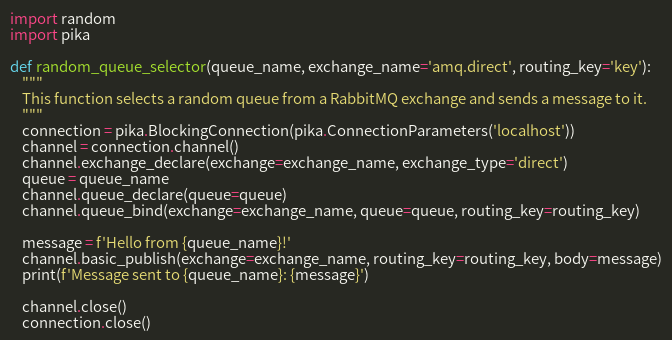 import random
import pika
def random_queue_selector(queue_name, exchange_name='amq.direct', routing_key='key'):
"""
This function selects a random queue from a RabbitMQ exchange and sends a message to it.
"""
connection = pika.BlockingConnection(pika.ConnectionParameters('localhost'))
channel = connection.channel()
channel.exchange_declare(exchange=exchange_name, exchange_type='direct')
queue = queue_name
channel.queue_declare(queue=queue)
channel.queue_bind(exchange=exchange_name, queue=queue, routing_key=routing_key)
message = f'Hello from {queue_name}!'
channel.basic_publish(exchange=exchange_name, routing_key=routing_key, body=message)
print(f'Message sent to {queue_name}: {message}')
channel.close()
connection.close()